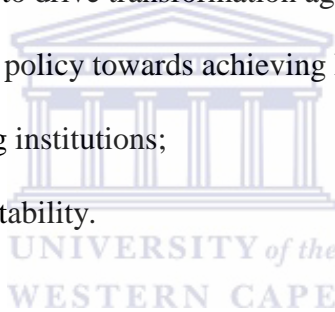 to drive transformation ag
policy towards achieving
g institutions;
tability.
UNIVERSITY of the
WESTERN CAPE